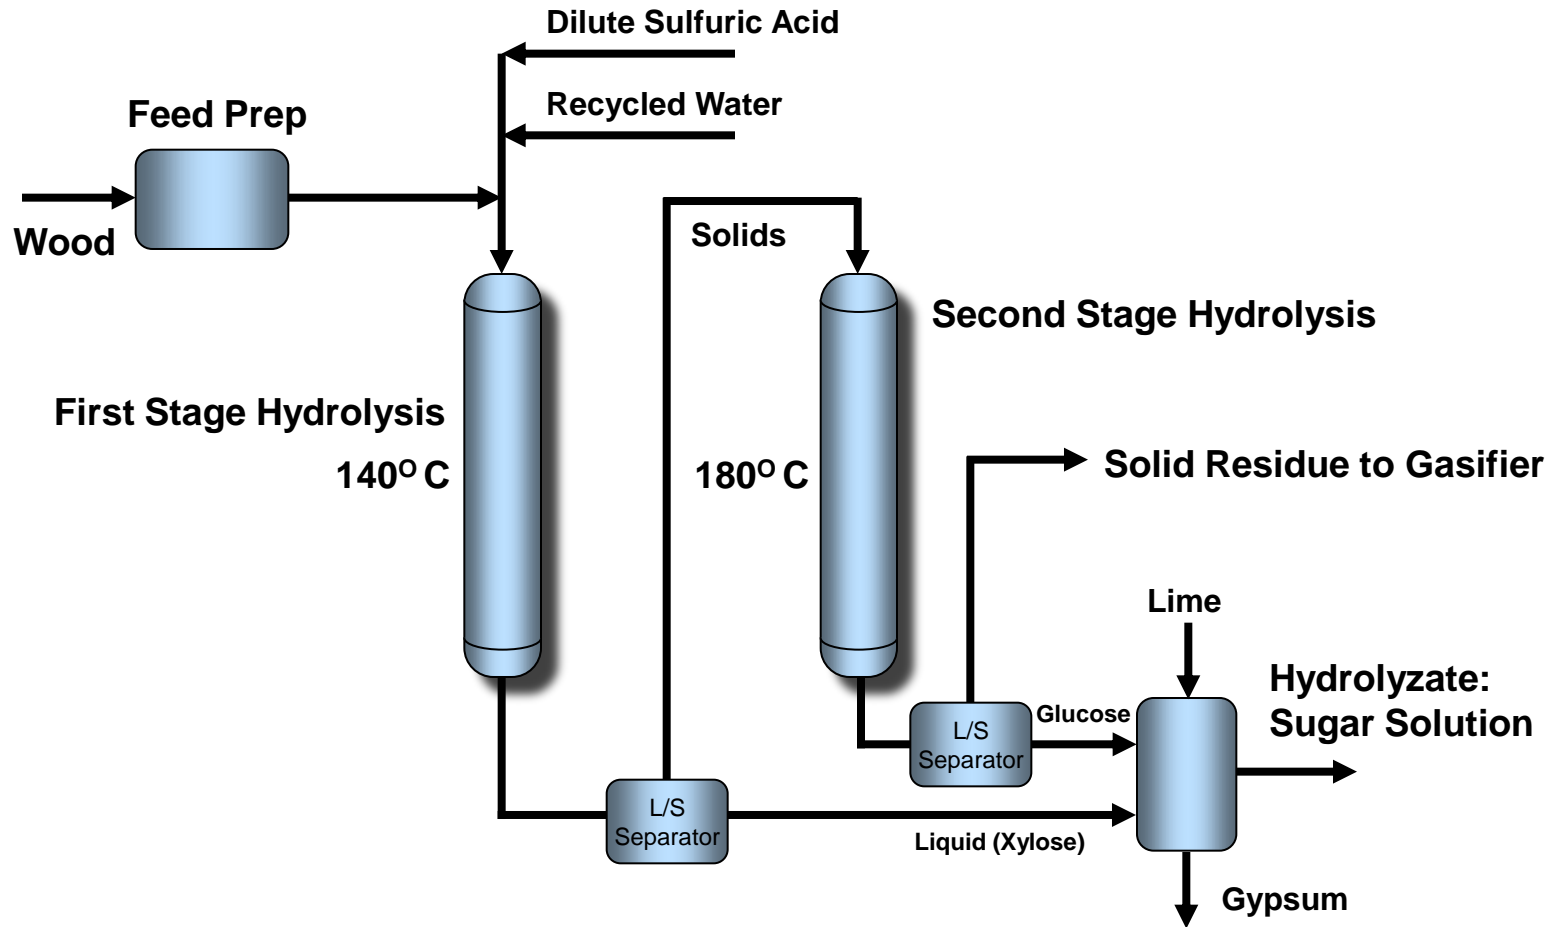 Dilute Sulfuric Acid
Recycled Water
Feed Prep
Wood
Solids
Second Stage Hydrolysis
First Stage Hydrolysis
140ᴼ C
180ᴼ C
Solid Residue to Gasifier
Lime
Hydrolyzate:
Sugar Solution
Glucose
L/S
Separator
L/S
Separator
Liquid (Xylose)
Gypsum